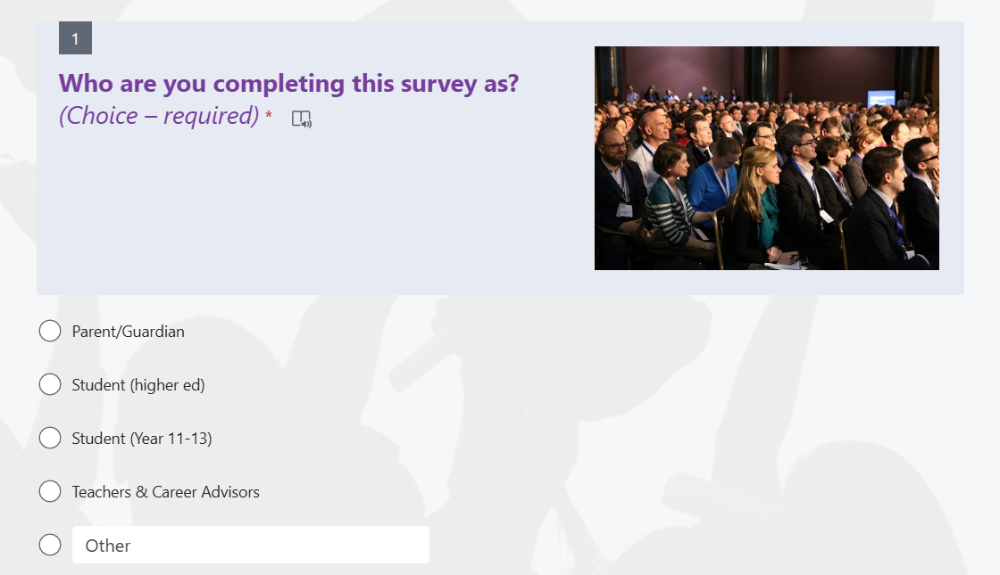 1
Who are you completing this survey as?
(Choice – required) *
Parent/Guardian
Student (higher ed)
Student (Year 11-13)
Teachers & Career Advisors
Other